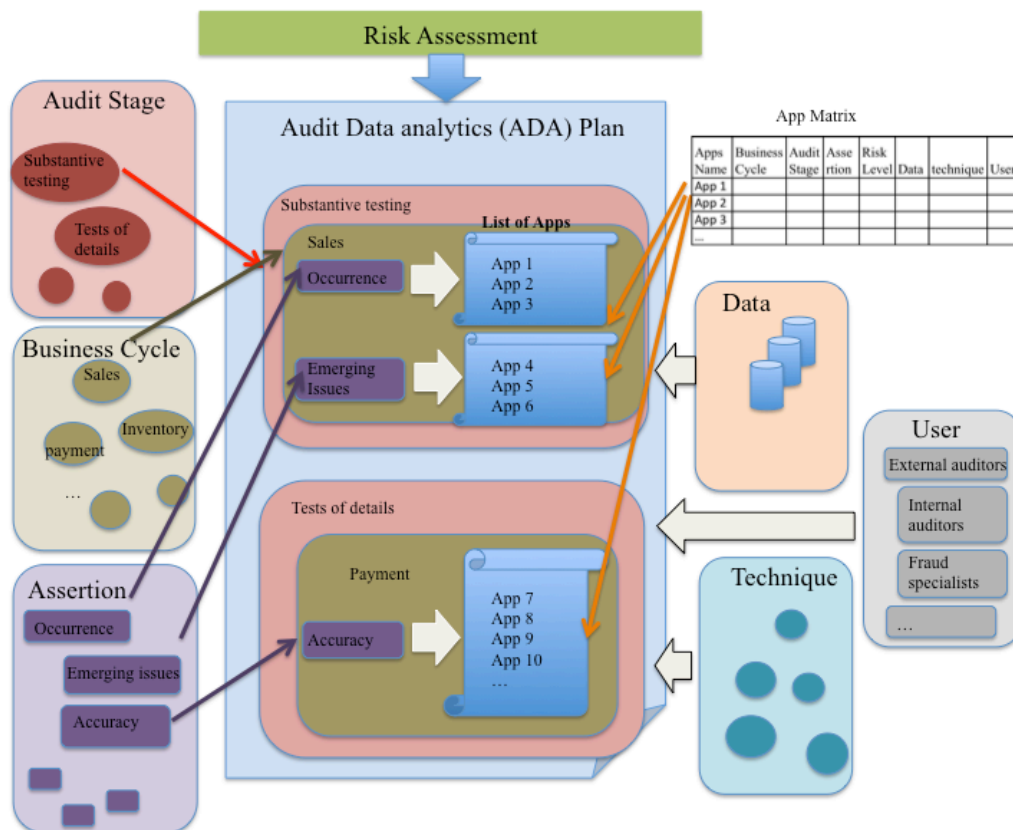 Risk Assessment
Audit Stage
Substantive
testing
Tests of
details
Business Cycle
Sales
Inventory
payment
…
Assertion
Occurrence
Emerging issues
Accuracy
Audit Data analytics (ADA) Plan
Substantive testing
List of Apps
Sales
Occurrence
App 1
App 2
App 3
Emerging
Issues
App 4
App 5
App 6
Tests of details
Payment
Accuracy
App 7
App 8
App 9
App 10
…
App Matrix
Apps Name Business Cycle Audit Stage Asse rtion Risk Level Data technique User
App 1
App 2
App 3
...
Data
User
External auditors
Internal
auditors
Fraud
specialists
…
Technique